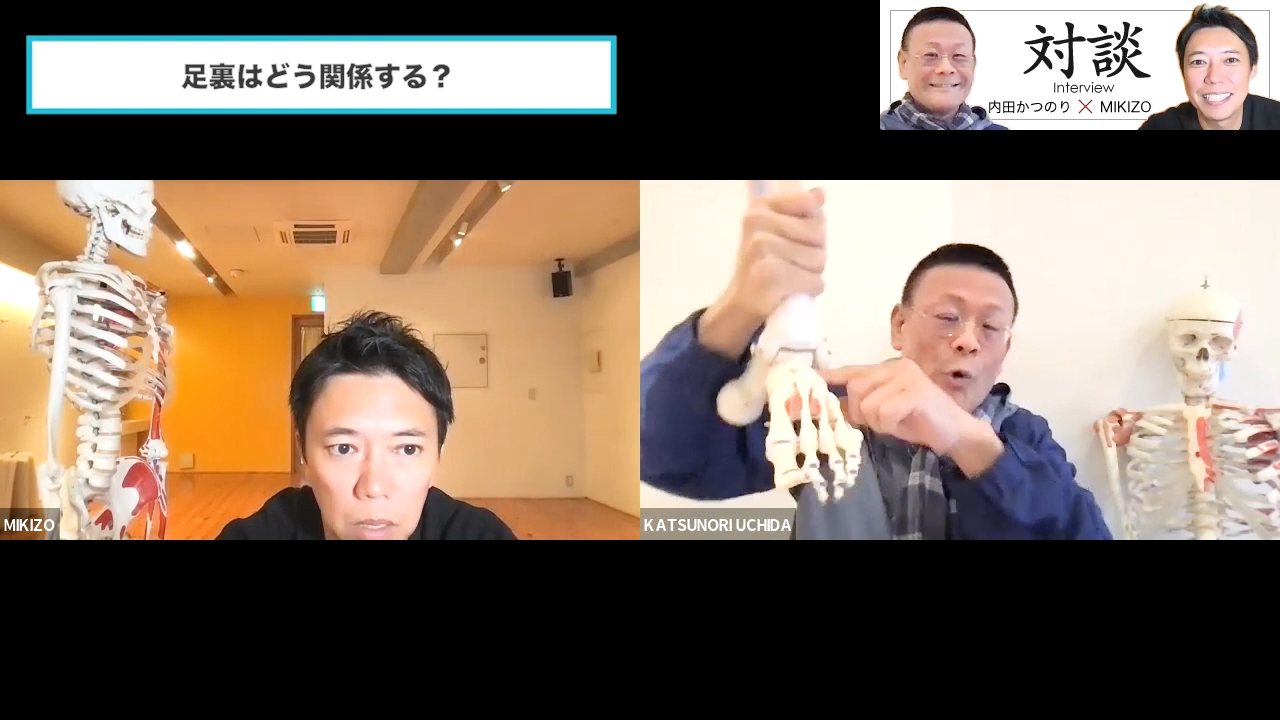 足裏はどう関係する？
対談
Interview
内田かつのり × MIKIZO
MIKIZO
KATSUNORI UCHIDA